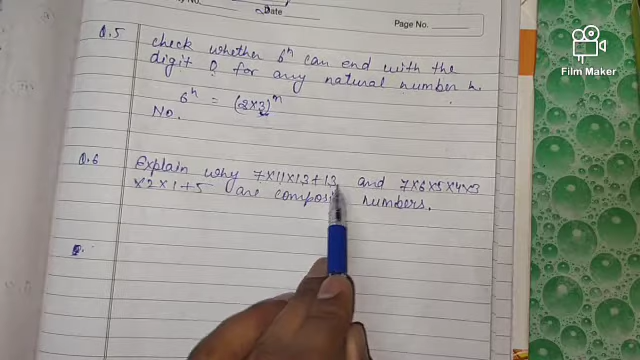 Date
Page No.
Film Maker
Q.5 check whether 6ⁿ can end with the
digit 0 for any natural number n.
6ⁿ = (2×3)ⁿ
No.
Q.6 Explain why 7×11×13+13 and 7×6×5×4×3
×2×1+5 are composite numbers.